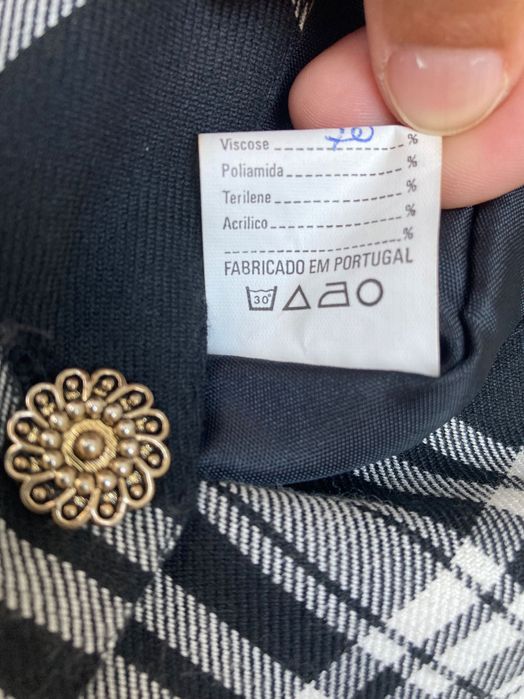 Viscose 70 %
Poliamida %
Terilene %
Acrilico %
%
FABRICADO EM PORTUGAL
30°